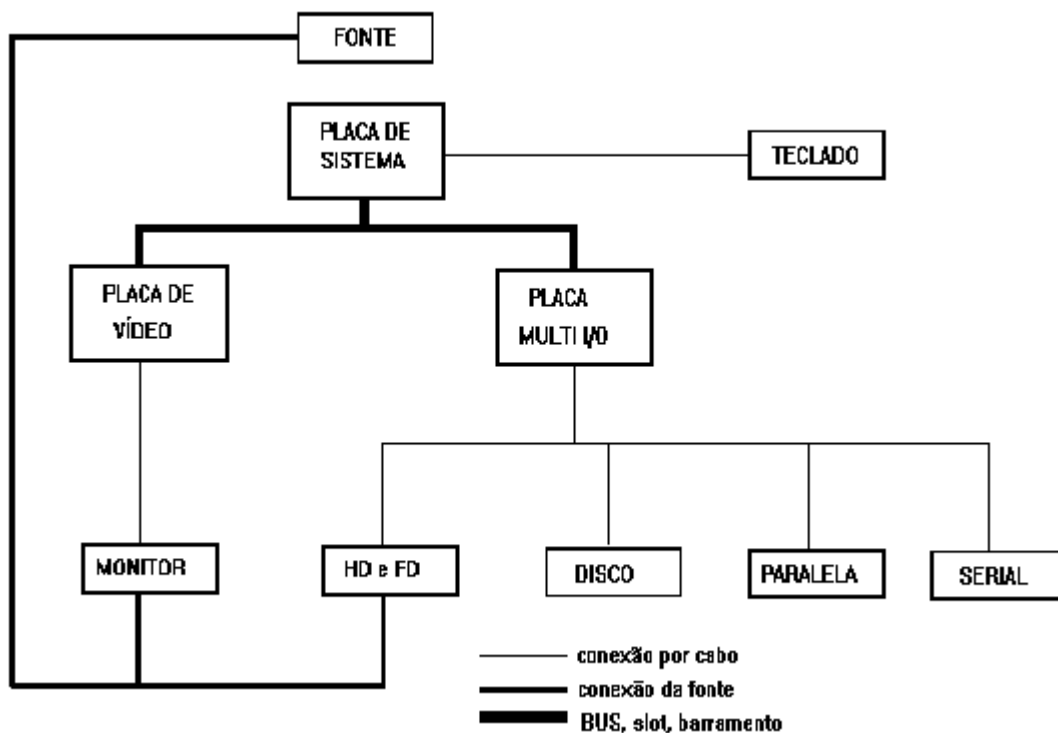 FONTE
PLACA DE
SISTEMA
TECLADO
PLACA DE
VÍDEO
PLACA
MULTI I/O
MONITOR
HD e FD
DISCO
PARALELA
SERIAL
conexão por cabo
conexão da fonte
BUS, slot, barramento